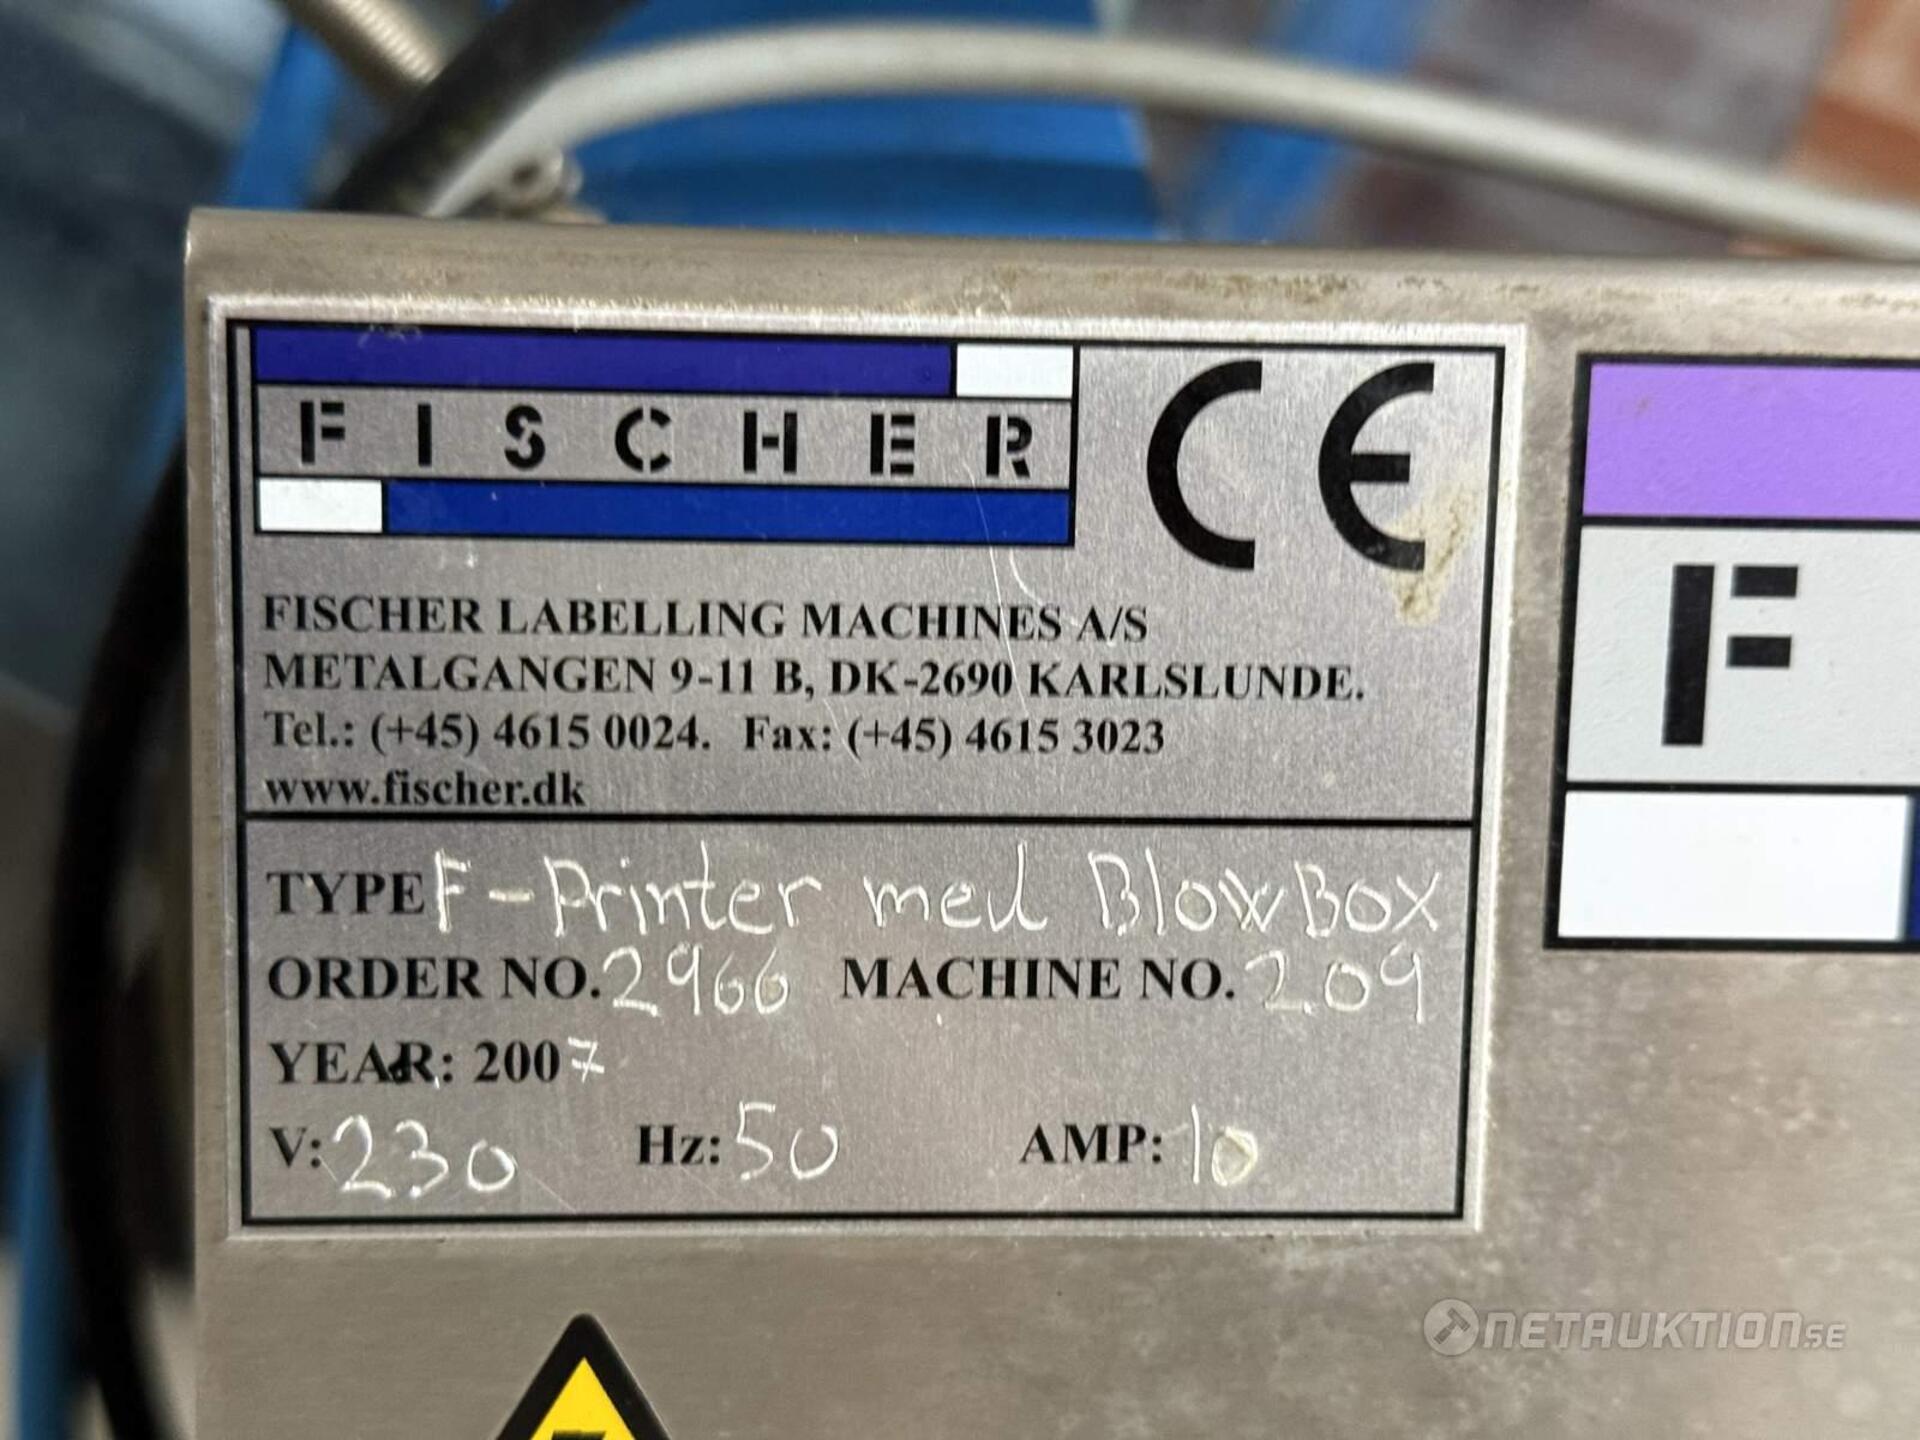 FISCHER CE
FISCHER LABELLING MACHINES A/S
METALGANGEN 9-11 B, DK-2690 KARLSLUNDE.
Tel.: (+45) 4615 0024. Fax: (+45) 4615 3023
www.fischer.dk
TYPE F-Printer med BlowBox
ORDER NO. 2966 MACHINE NO. 209
YEAR: 2007
V: 230 Hz: 50 AMP: 10
F
NETAUKTION.SE